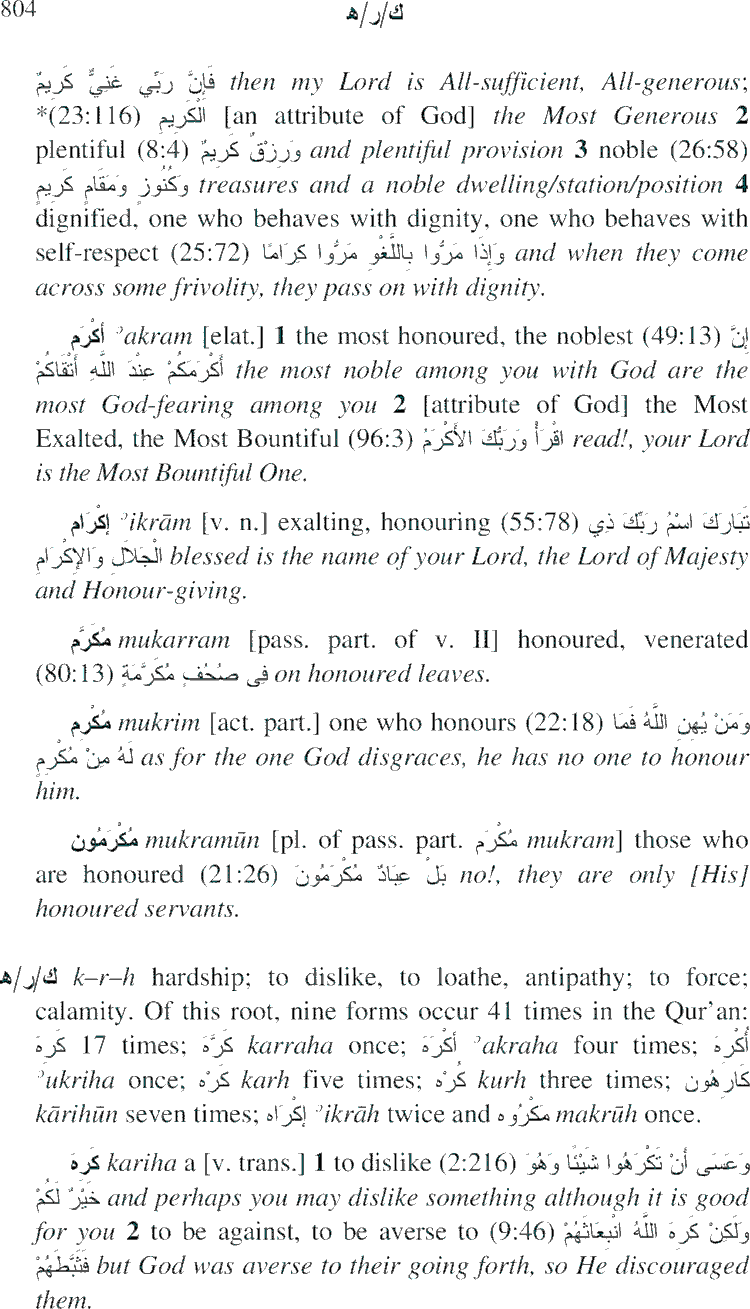 804 ك/ر/ه
فَإِنَّ رَبِّي غَنِيٌّ كَرِيمٌ then my Lord is All-sufficient, All-generous;
*(23:116) الْكَرِيمِ [an attribute of God] the Most Generous 2
plentiful (8:4) وَرِزْقٌ كَرِيمٌ and plentiful provision 3 noble (26:58)
وَكُنُوزٍ وَمَقَامٍ كَرِيمٍ treasures and a noble dwelling/station/position 4
dignified, one who behaves with dignity, one who behaves with
self-respect (25:72) وَإِذَا مَرُّوا بِاللَّغْوِ مَرُّوا كِرَامًا and when they come
across some frivolity, they pass on with dignity.
أَكْرَم ʾakram [elat.] 1 the most honoured, the noblest (49:13) إِنَّ
أَكْرَمَكُمْ عِنْدَ اللَّهِ أَتْقَاكُمْ the most noble among you with God are the
most God-fearing among you 2 [attribute of God] the Most
Exalted, the Most Bountiful (96:3) اقْرَأْ وَرَبُّكَ الأَكْرَمُ read!, your Lord
is the Most Bountiful One.
إِكْرَام ʾikrām [v. n.] exalting, honouring (55:78) تَبَارَكَ اسْمُ رَبِّكَ ذِي
الْجَلاَلِ وَالإِكْرَامِ blessed is the name of your Lord, the Lord of Majesty
and Honour-giving.
مُكَرَّم mukarram [pass. part. of v. II] honoured, venerated
(80:13) فِى صُحُفٍ مُكَرَّمَةٍ on honoured leaves.
مُكْرِم mukrim [act. part.] one who honours (22:18) وَمَنْ يُهِنِ اللَّهُ فَمَا
لَهُ مِنْ مُكْرِمٍ as for the one God disgraces, he has no one to honour
him.
مُكْرَمُون mukramūn [pl. of pass. part. مُكْرَم mukram] those who
are honoured (21:26) بَلْ عِبَادٌ مُكْرَمُونَ no!, they are only [His]
honoured servants.
ك/ر/ه k–r–h hardship; to dislike, to loathe, antipathy; to force;
calamity. Of this root, nine forms occur 41 times in the Qur’an:
كَرِهَ 17 times; كَرَّهَ karraha once; أَكْرَهَ ʾakraha four times; أُكْرِهَ
ʾukriha once; كَرْه karh five times; كُرْه kurh three times; كَارِهُون
kārihūn seven times; إِكْرَاه ʾikrāh twice and مَكْرُوه makrūh once.
كَرِهَ kariha a [v. trans.] 1 to dislike (2:216) وَعَسَى أَنْ تَكْرَهُوا شَيْئًا وَهُوَ
خَيْرٌ لَكُمْ and perhaps you may dislike something although it is good
for you 2 to be against, to be averse to (9:46) وَلَكِنْ كَرِهَ اللَّهُ انْبِعَاثَهُمْ
فَثَبَّطَهُمْ but God was averse to their going forth, so He discouraged
them.